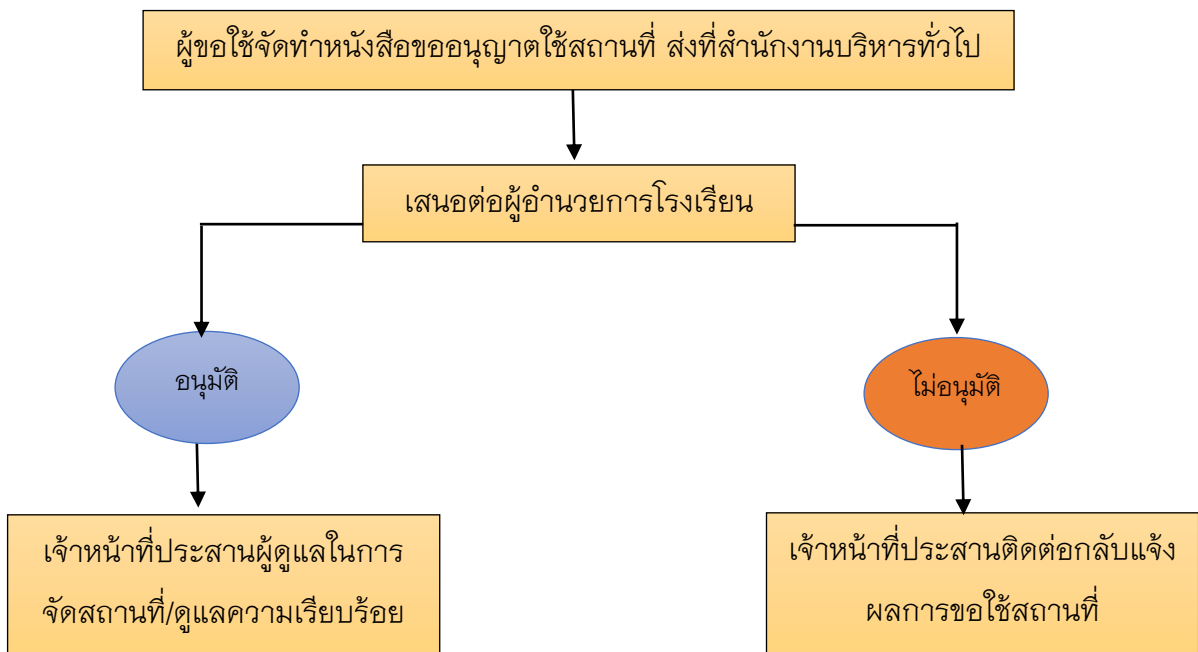 ผู้ขอใช้จัดทำหนังสือขออนุญาตใช้สถานที่ ส่งที่สำนักงานบริหารทั่วไป
เสนอต่อผู้อำนวยการโรงเรียน
อนุมัติ
ไม่อนุมัติ
เจ้าหน้าที่ประสานผู้ดูแลในการ
จัดสถานที่/ดูแลความเรียบร้อย
เจ้าหน้าที่ประสานติดต่อกลับแจ้ง
ผลการขอใช้สถานที่